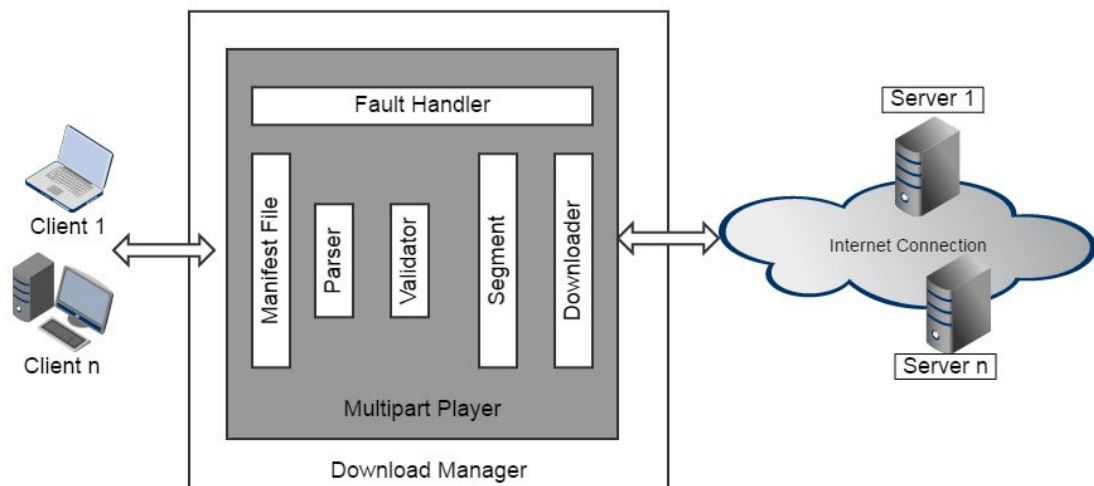 Fault Handler
Server 1
Client 1
Manifest File
Parser
Validator
Segment
Downloader
Internet Connection
Client n
Server n
Multipart Player
Download Manager